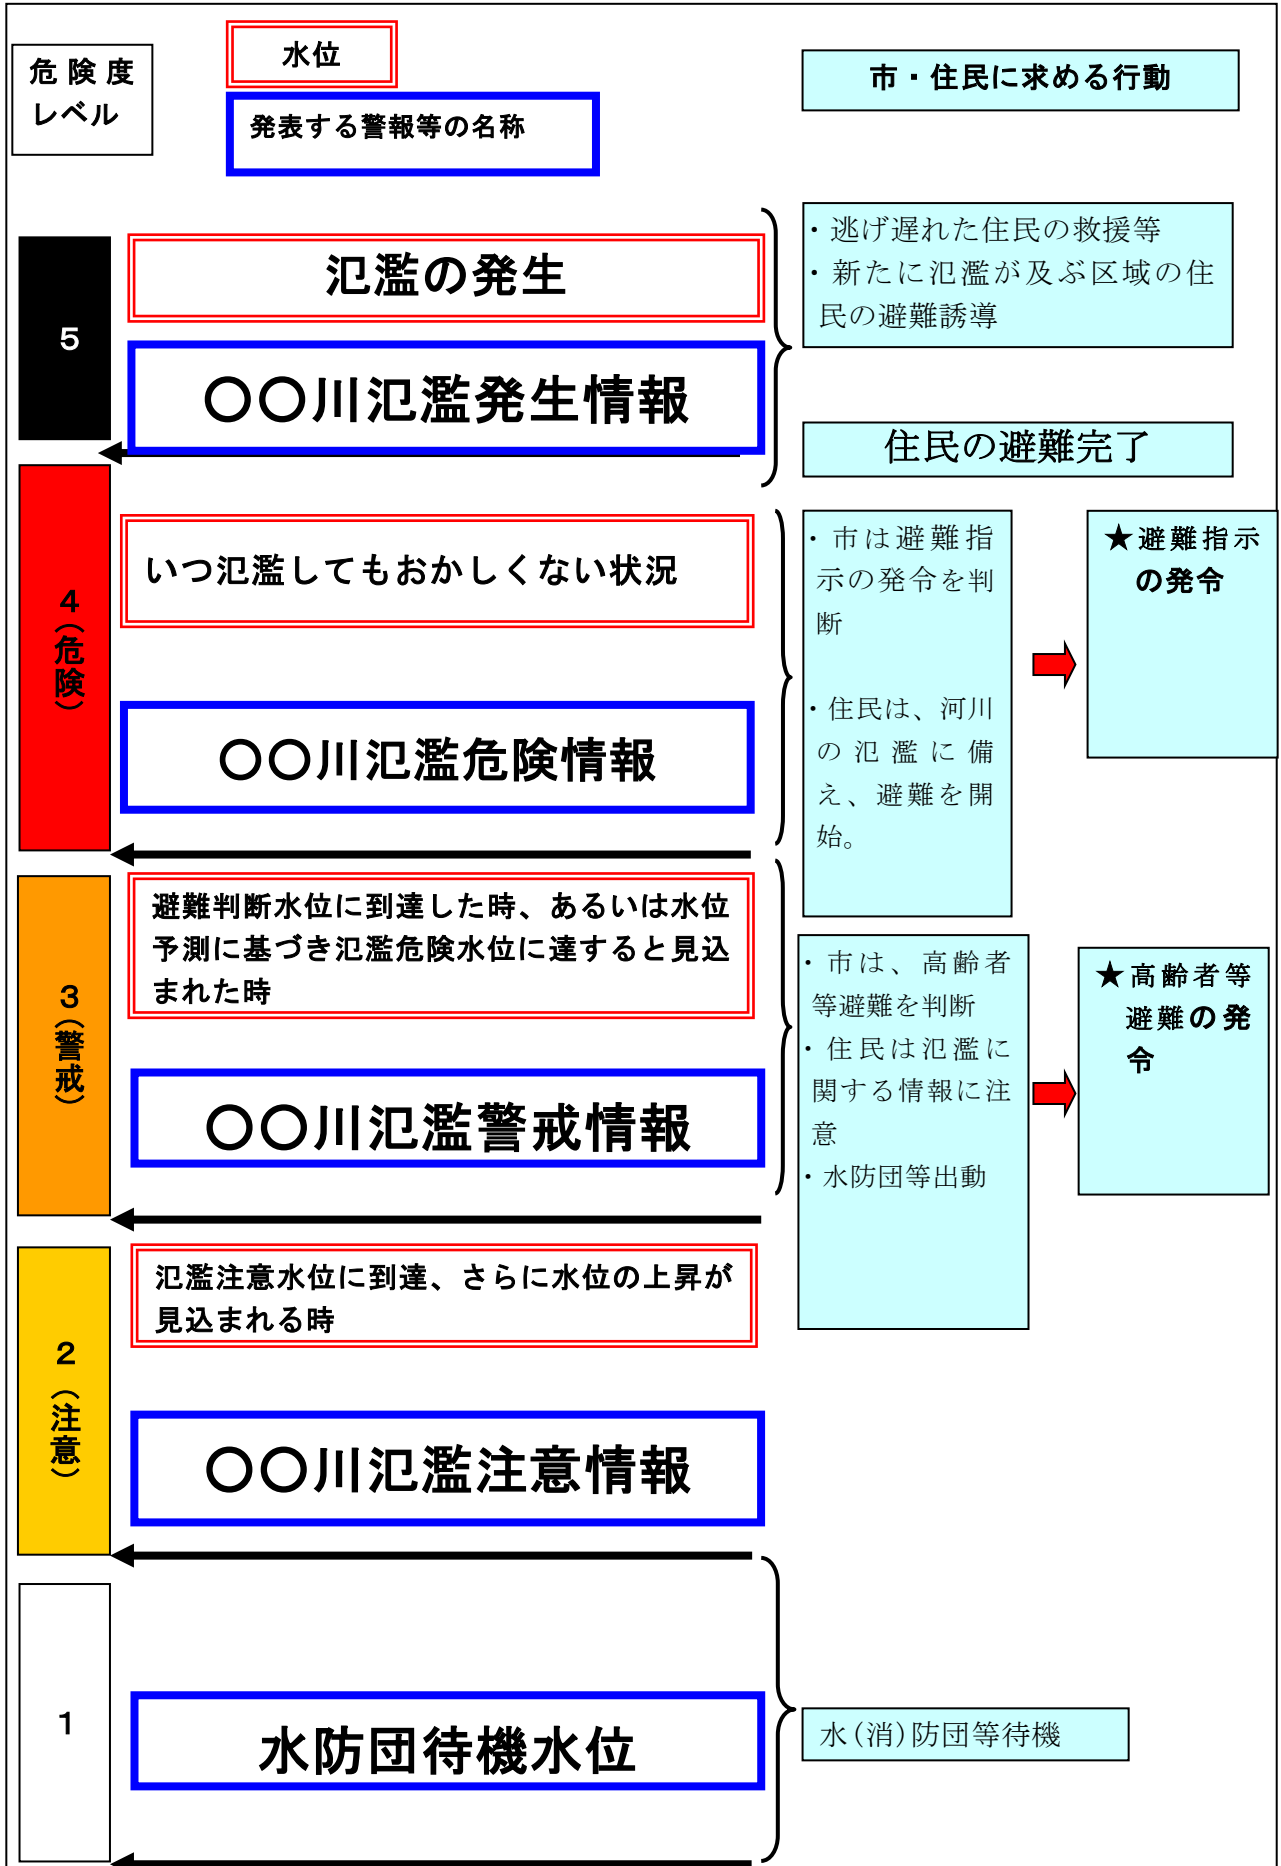 危険度
レベル
水位
発表する警報等の名称
市・住民に求める行動
5
氾濫の発生
〇〇川氾濫発生情報
・逃げ遅れた住民の救援等
・新たに氾濫が及ぶ区域の住
民の避難誘導
住民の避難完了
4(危険)
いつ氾濫してもおかしくない状況
〇〇川氾濫危険情報
・市は避難指
示の発令を判
断
・住民は、河川
の氾濫に備
え、避難を開
始。
★避難指示
の発令
3(警戒)
避難判断水位に到達した時、あるいは水位
予測に基づき氾濫危険水位に達すると見込
まれた時
〇〇川氾濫警戒情報
・市は、高齢者
等避難を判断
・住民は氾濫に
関する情報に注
意
・水防団等出動
★高齢者等
避難の発
令
2(注意)
氾濫注意水位に到達、さらに水位の上昇が
見込まれる時
〇〇川氾濫注意情報
1
水防団待機水位
水(消)防団等待機